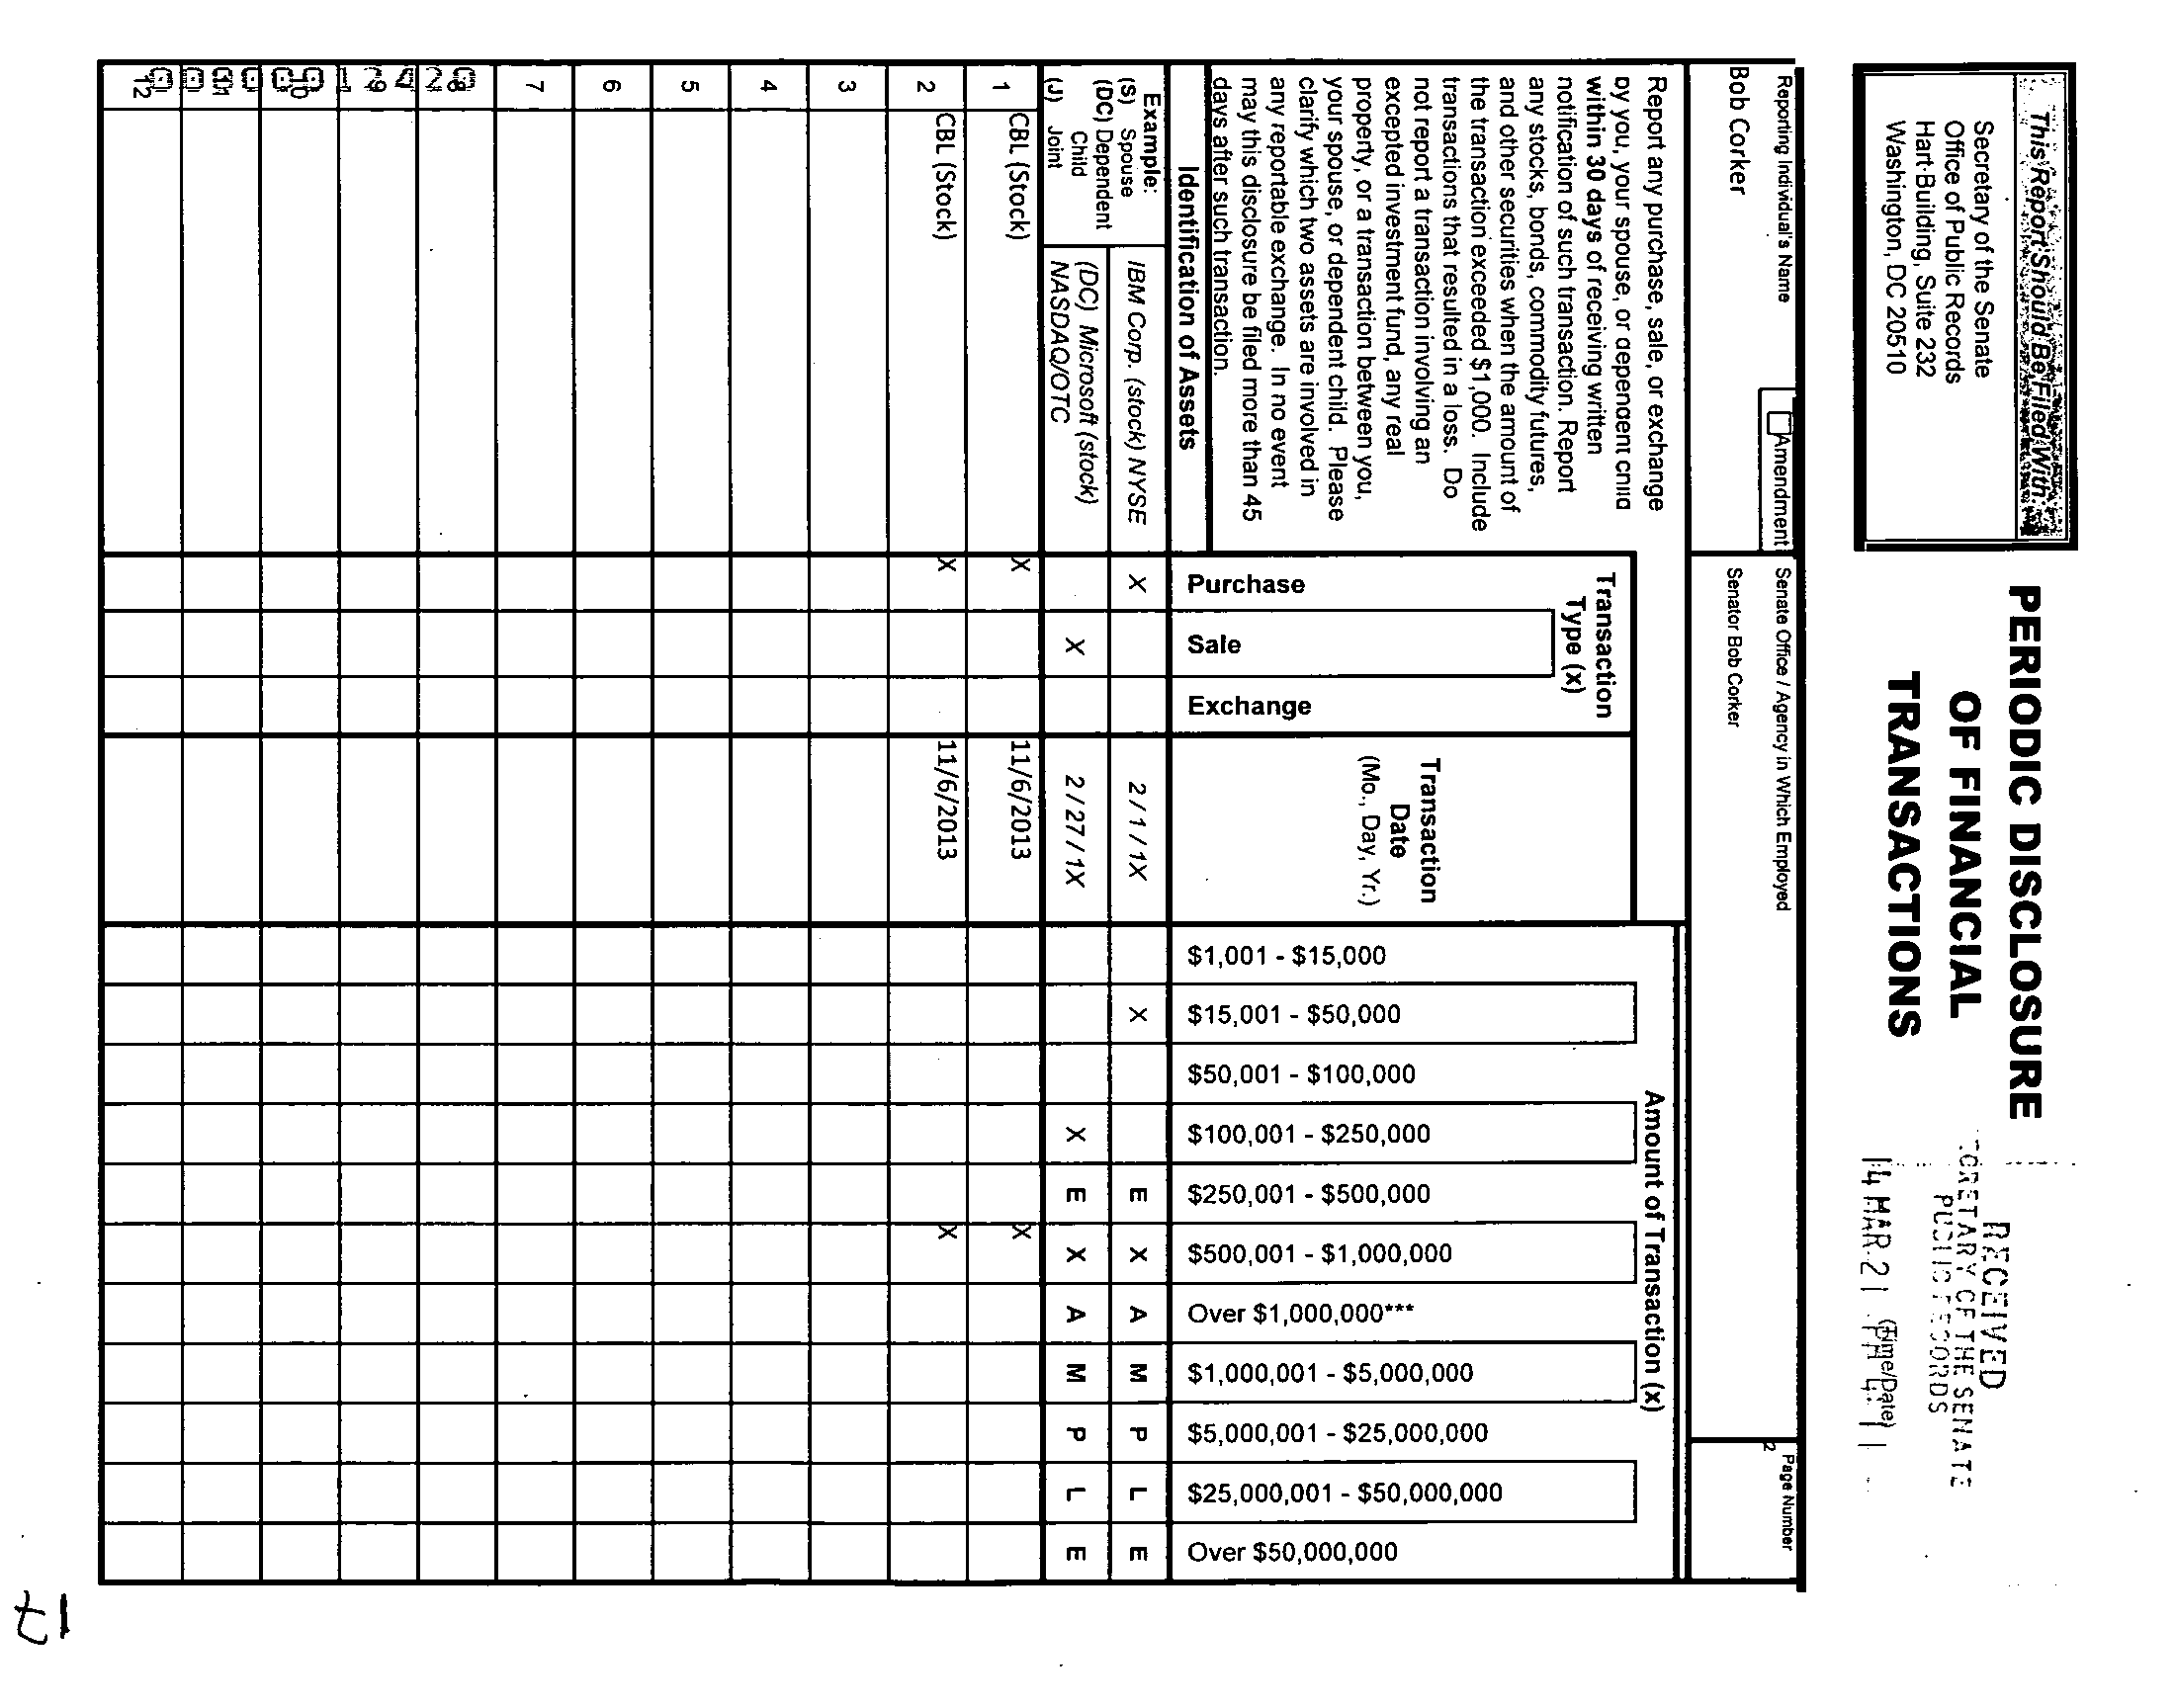 This Report Should Be Filed With:
Secretary of the Senate
Office of Public Records
Hart Building, Suite 232
Washington, DC 20510
PERIODIC DISCLOSURE
OF FINANCIAL
TRANSACTIONS
RECEIVED
CRETARY OF THE SENATE
PUBLIC RECORDS
(Time/Date)
14 MAR 21 PM 4:11
Reporting Individual's Name
Amendment
Senate Office / Agency in Which Employed
Page Number
Bob Corker
Senator Bob Corker
2
Report any purchase, sale, or exchange
by you, your spouse, or dependent child
within 30 days of receiving written
notification of such transaction. Report
any stocks, bonds, commodity futures,
and other securities when the amount of
the transaction exceeded $1,000. Include
transactions that resulted in a loss. Do
not report a transaction involving an
excepted investment fund, any real
property, or a transaction between you,
your spouse, or dependent child. Please
clarify which two assets are involved in
any reportable exchange. In no event
may this disclosure be filed more than 45
days after such transaction.
Identification of Assets
Transaction
Type (x)
Purchase
Sale
Exchange
Transaction
Date
(Mo., Day, Yr.)
Amount of Transaction (x)
$1,001 - $15,000
$15,001 - $50,000
$50,001 - $100,000
$100,001 - $250,000
$250,001 - $500,000
$500,001 - $1,000,000
Over $1,000,000***
$1,000,001 - $5,000,000
$5,000,001 - $25,000,000
$25,000,001 - $50,000,000
Over $50,000,000
Example:
(S) Spouse
(DC) Dependent
Child
(J) Joint
IBM Corp. (stock) NYSE X 2 / 1 / 1X X E X A M P L E
(DC) Microsoft (stock)
NASDAQ/OTC X 2 / 27 / 1X X E X A M P L E
1 CBL (Stock) X 11/6/2013 X
2 CBL (Stock) X 11/6/2013 X
3
4
5
6
7
8
9
10
11
12
17